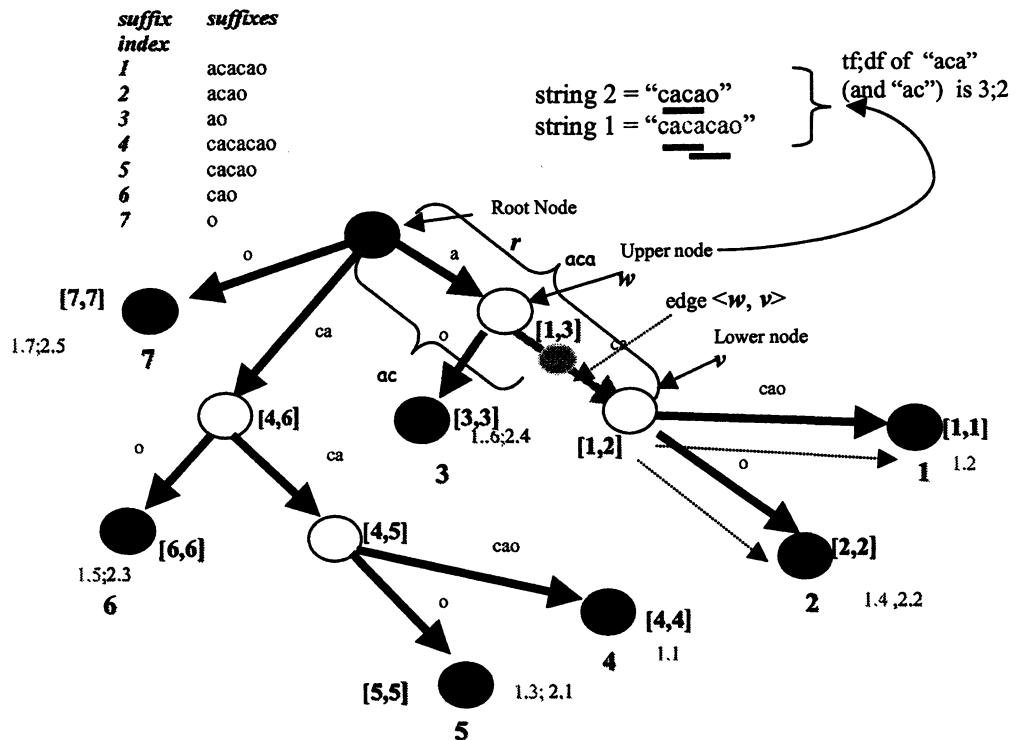 suffix suffixes
index
1 acacao
2 acao
3 ao
4 cacacao
5 cacao
6 cao
7 o
string 2 = “cacao”
string 1 = “cacacao”
tf;df of “aca”
(and “ac”) is 3;2
Root Node
r
aca
Upper node
w
edge <w, v>
Lower node
v
o
a
[7,7]
1.7;2.5
7
ca
o
[1,3]
ca
ac
[3,3]
1..6;2.4
3
[4,6]
[1,2]
cao
[1,1]
1.2
1
o
[2,2]
1.4 ,2.2
2
o
ca
[6,6]
1.5;2.3
6
[4,5]
cao
[4,4]
1.1
4
o
[5,5]
1.3; 2.1
5